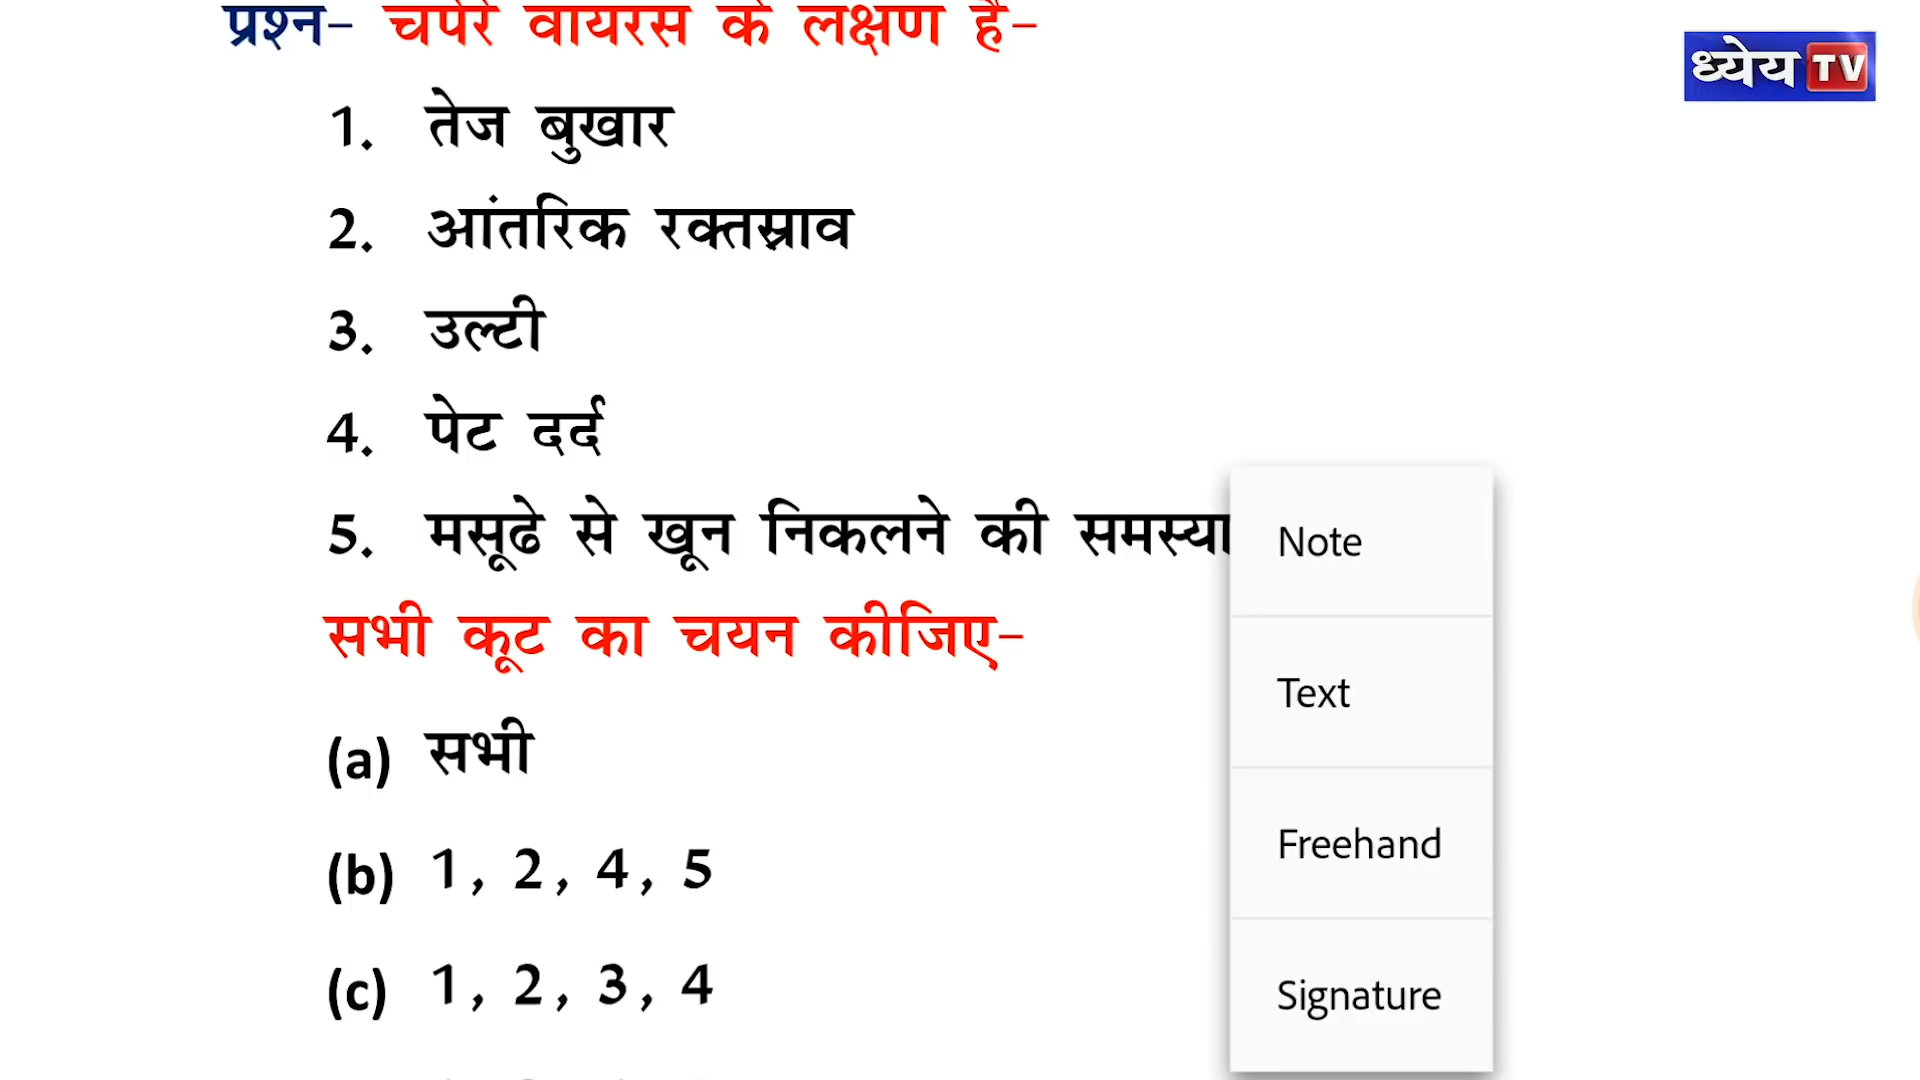 प्रश्न- चपरे वायरस के लक्षण है-
ध्येय TV
1. तेज बुखार
2. आंतरिक रक्तस्राव
3. उल्टी
4. पेट दर्द
5. मसूढे से खून निकलने की समस्या
सभी कूट का चयन कीजिए-
(a) सभी
(b) 1, 2, 4, 5
(c) 1, 2, 3, 4
Note
Text
Freehand
Signature